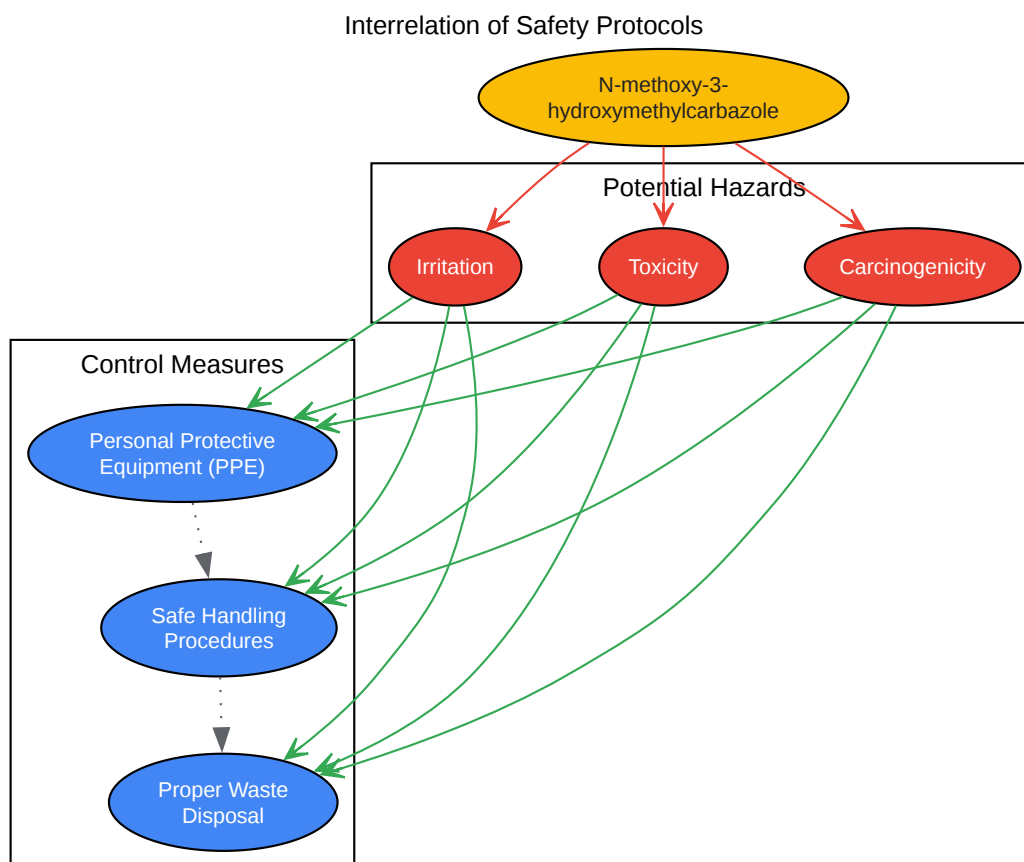 Interrelation of Safety Protocols
N-methoxy-3-
hydroxymethylcarbazole
Potential Hazards
Irritation
Toxicity
Carcinogenicity
Control Measures
Personal Protective
Equipment (PPE)
Safe Handling
Procedures
Proper Waste
Disposal